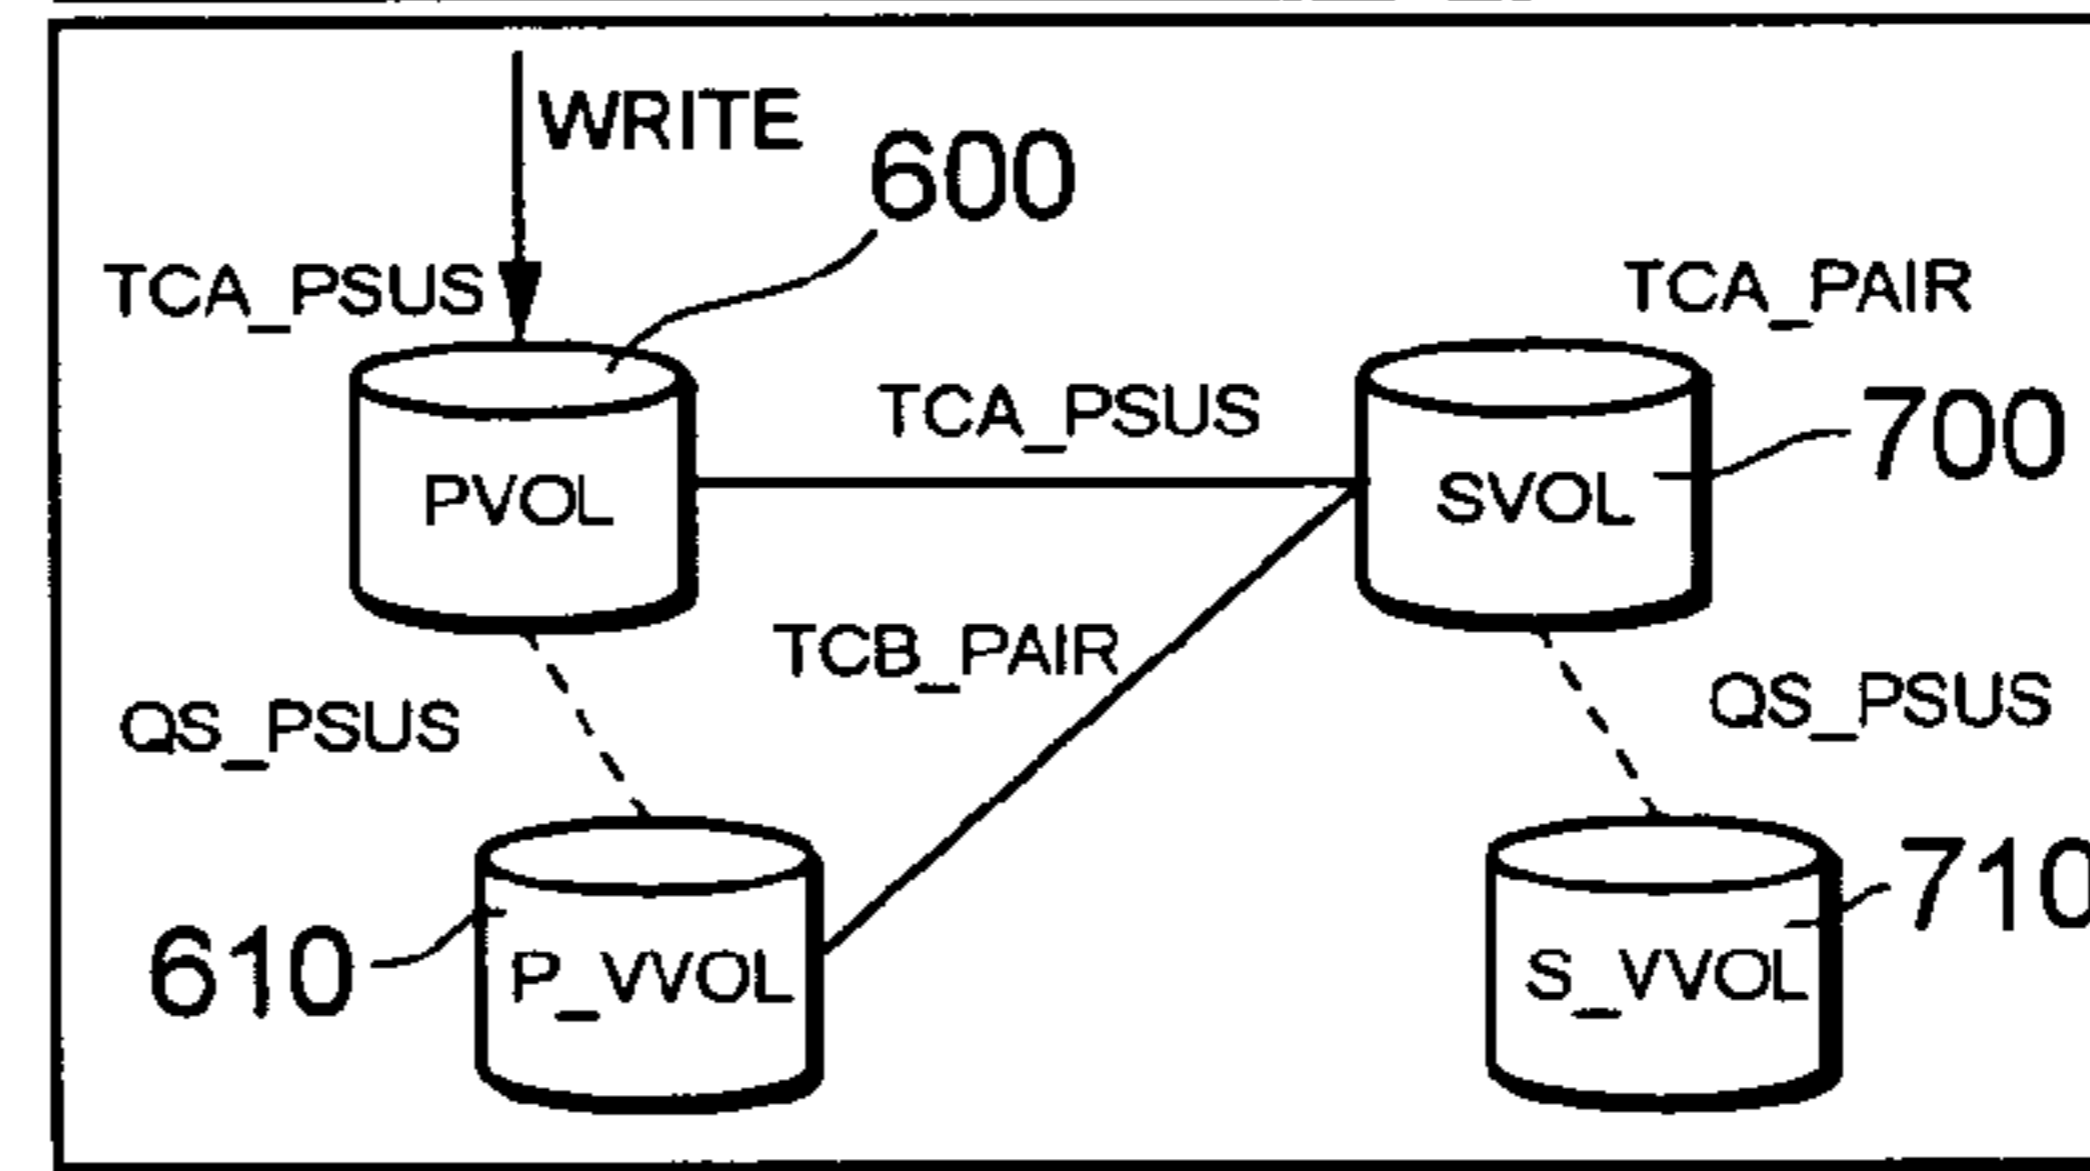 WRITE
600
TCA_PSUS
TCA_PAIR
TCA_PSUS
700
PVOL
SVOL
TCB_PAIR
QS_PSUS
QS_PSUS
610
P_VVOL
710
S_VVOL